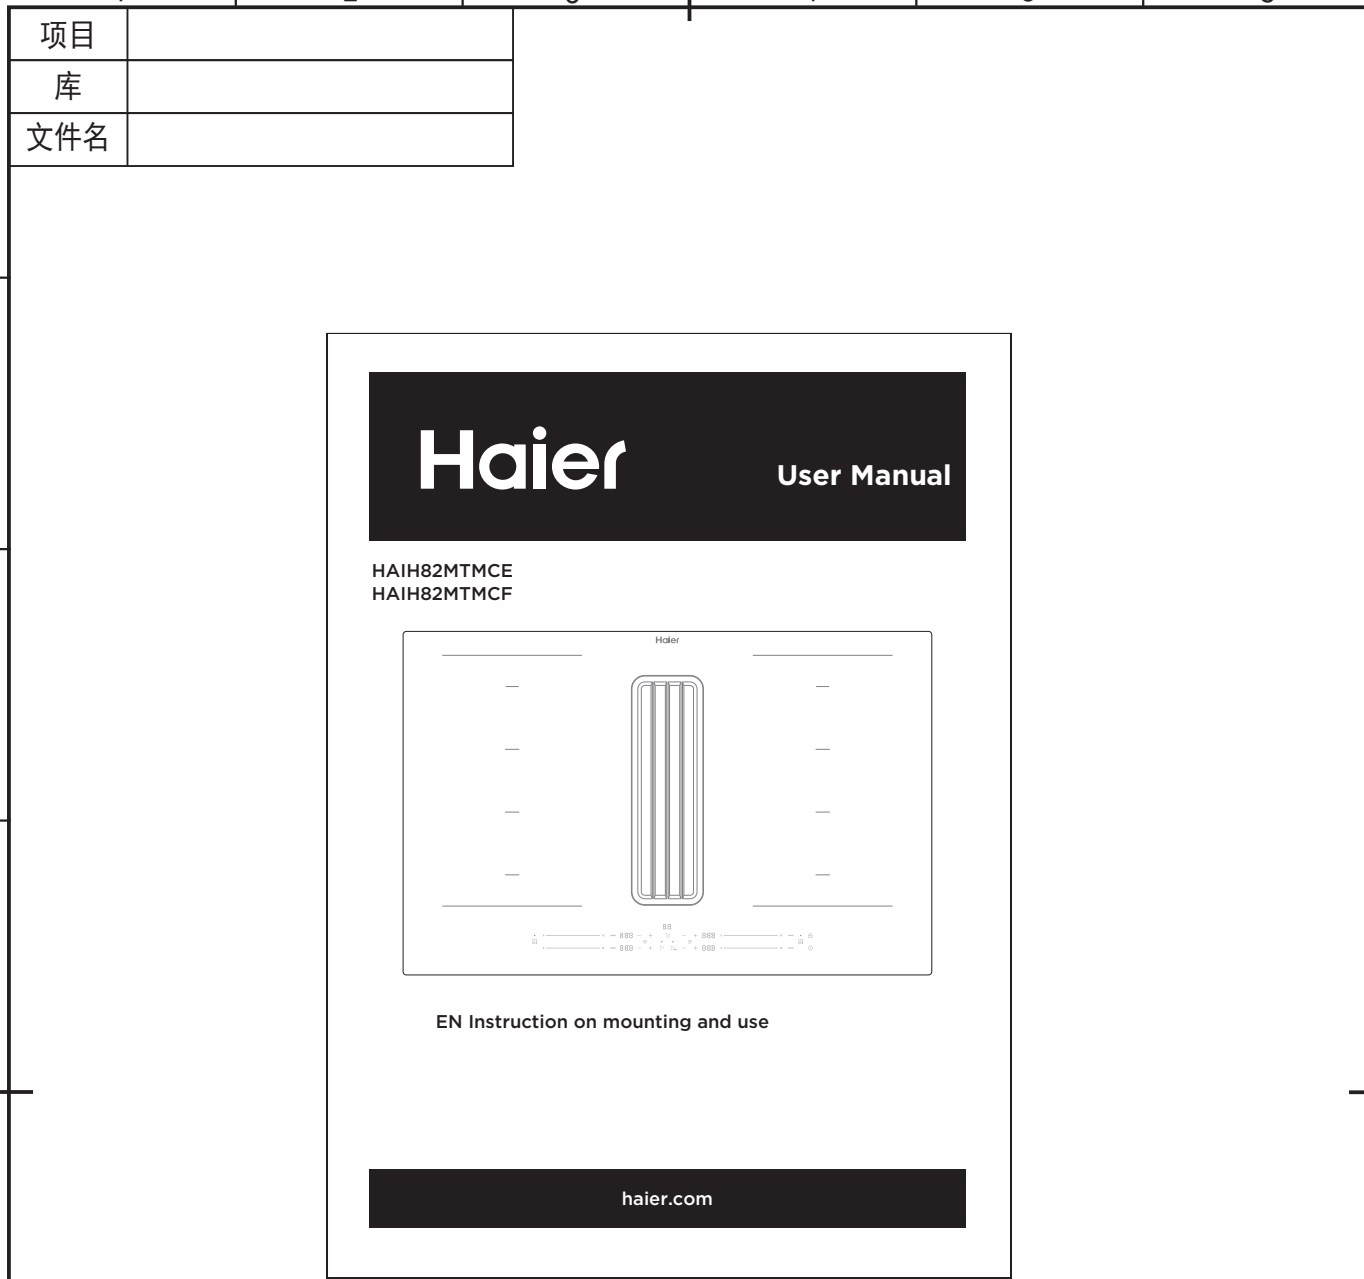 项目
库
文件名
Haier
User Manual
HAIH82MTMCE
HAIH82MTMCF
Haier
EN Instruction on mounting and use
haier.com